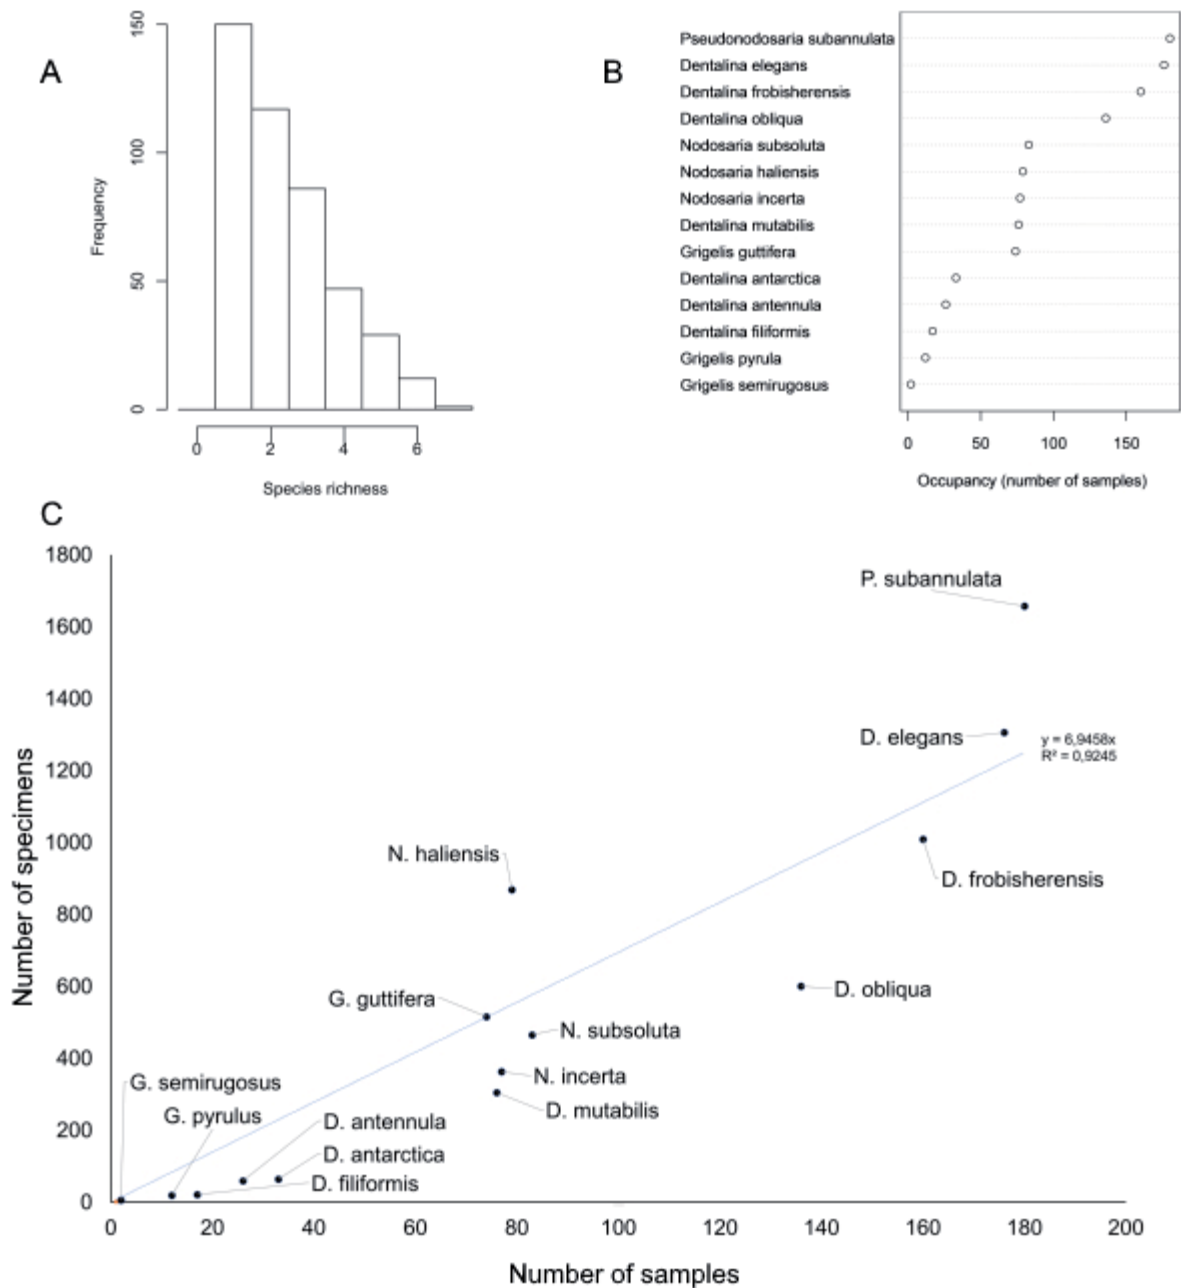 A
150
100
50
0
Frequency
0 2 4 6
Species richness
B
Pseudonodosaria subannulata
Dentalina elegans
Dentalina frobisherensis
Dentalina obliqua
Nodosaria subsoluta
Nodosaria haliensis
Nodosaria incerta
Dentalina mutabilis
Grigelis guttifera
Dentalina antarctica
Dentalina antennula
Dentalina filiformis
Grigelis pyrula
Grigelis semirugosus
0 50 100 150
Occupancy (number of samples)
C
1800
1600
1400
1200
1000
800
600
400
200
0
Number of specimens
P. subannulata
D. elegans
y = 6,9458x
R² = 0,9245
N. haliensis
D. frobisherensis
G. guttifera
D. obliqua
N. subsoluta
N. incerta
G. semirugosus
D. mutabilis
G. pyrulus
D. antennula
D. antarctica
D. filiformis
0 20 40 60 80 100 120 140 160 180 200
Number of samples